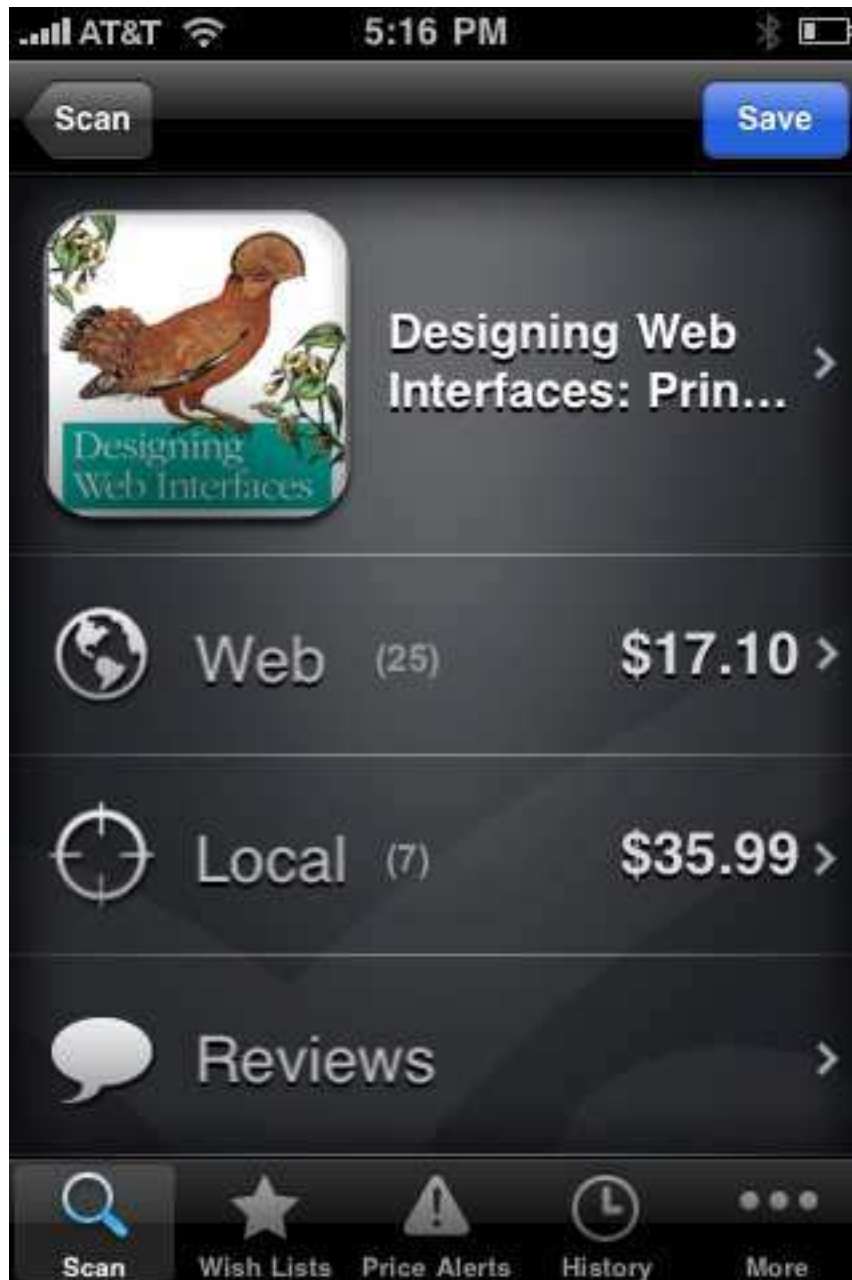 AT&T 5:16 PM
Scan Save
Designing Web
Interfaces: Prin...
Designing
Web Interfaces
Web (25) $17.10
Local (7) $35.99
Reviews
Scan Wish Lists Price Alerts History More